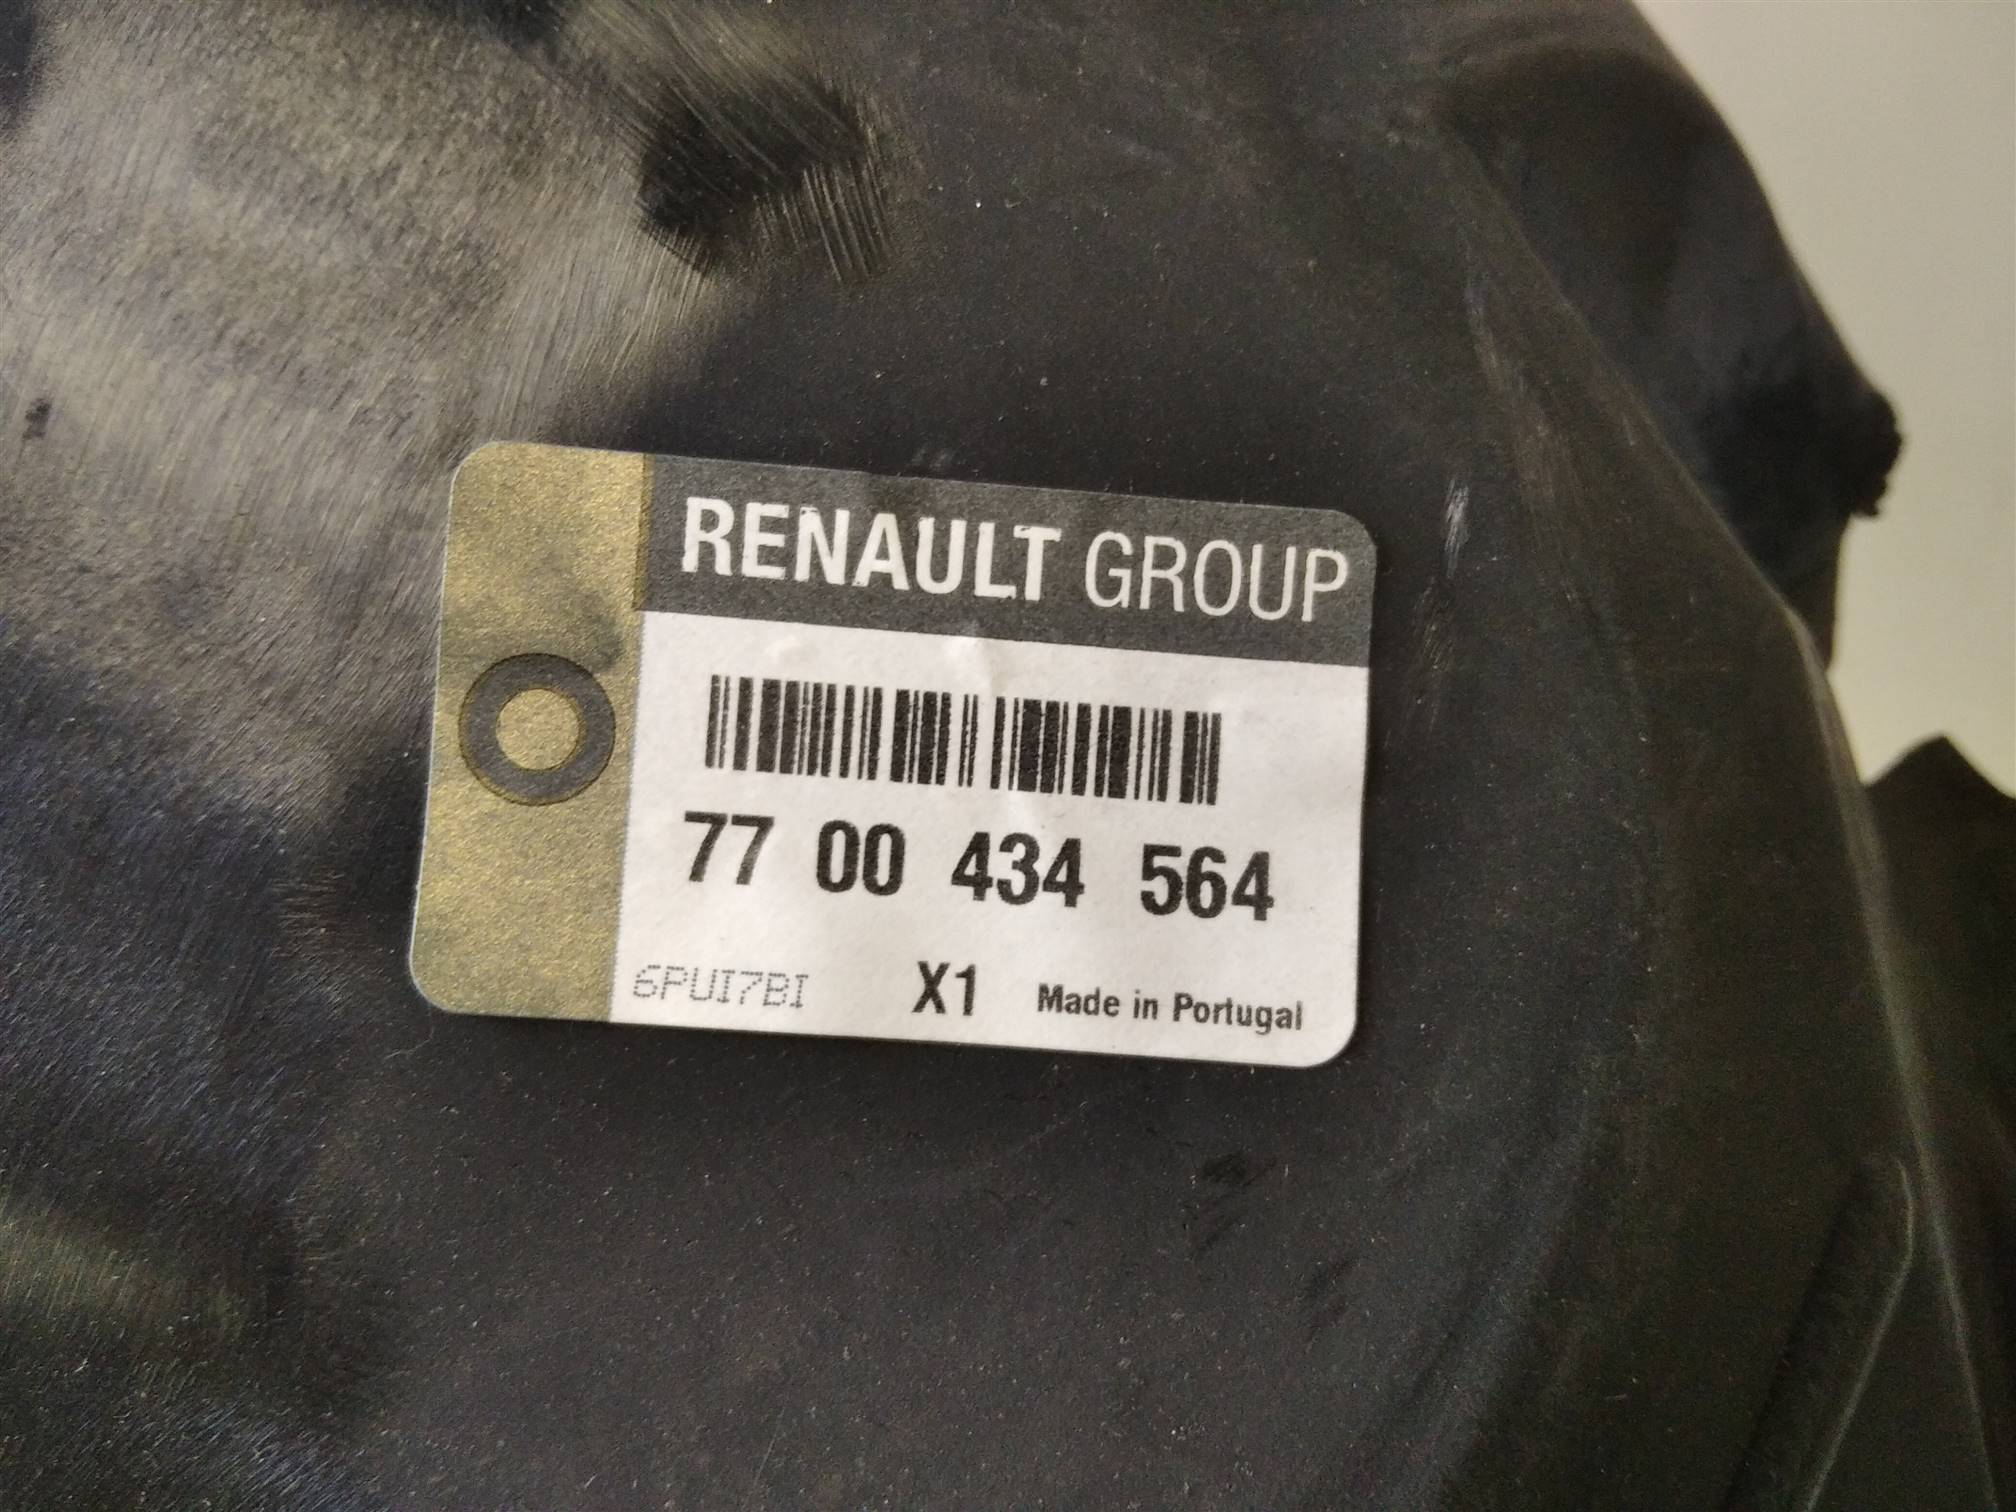 RENAULT GROUP
77 00 434 564
6PUI7BI X1 Made in Portugal